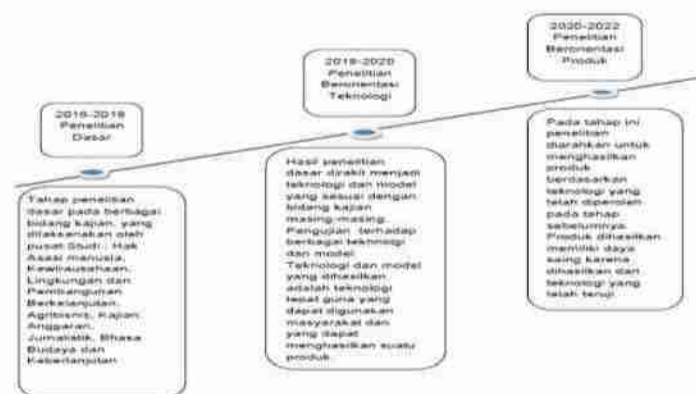 2016-2018
Penelitian
Dasar
Tahap penelitian
dasar pada berbagai
bidang kajian, yang
dilaksanakan oleh
pusat Studi : Hak
Asasi manusia,
Kewirausahaan,
Lingkungan dan
Pembangunan
Berkelanjutan,
Agribisnis, Kajian
Anggaran,
Jurnalistik, Bhasa
Budaya dan
2018-2020
Penelitian
Berorientasi
Teknologi
Hasil penelitian
dasar dirakit menjadi
teknologi dan model
yang sesuai dengan
bidang kajian
masing-masing.
Pengujian terhadap
berbagai tekhnologi
dan model.
Teknologi dan model
yang dihasilkan
adalah teknologi
tepat guna yang
dapat digunakan
masyarakat dan
yang dapat
menghasilkan suatu
produk
2020-2022
Penelitian
Berorientasi
Produk
Pada tahap ini
penelitian
diarahkan untuk
menghasilkan
produk
berdasarkan
teknologi yang
telah diperoleh
pada tahap
sebelumnya.
Produk dihasilkan
memiliki daya
saing karena
dihasilkan dari
teknologi yang
telah teruji